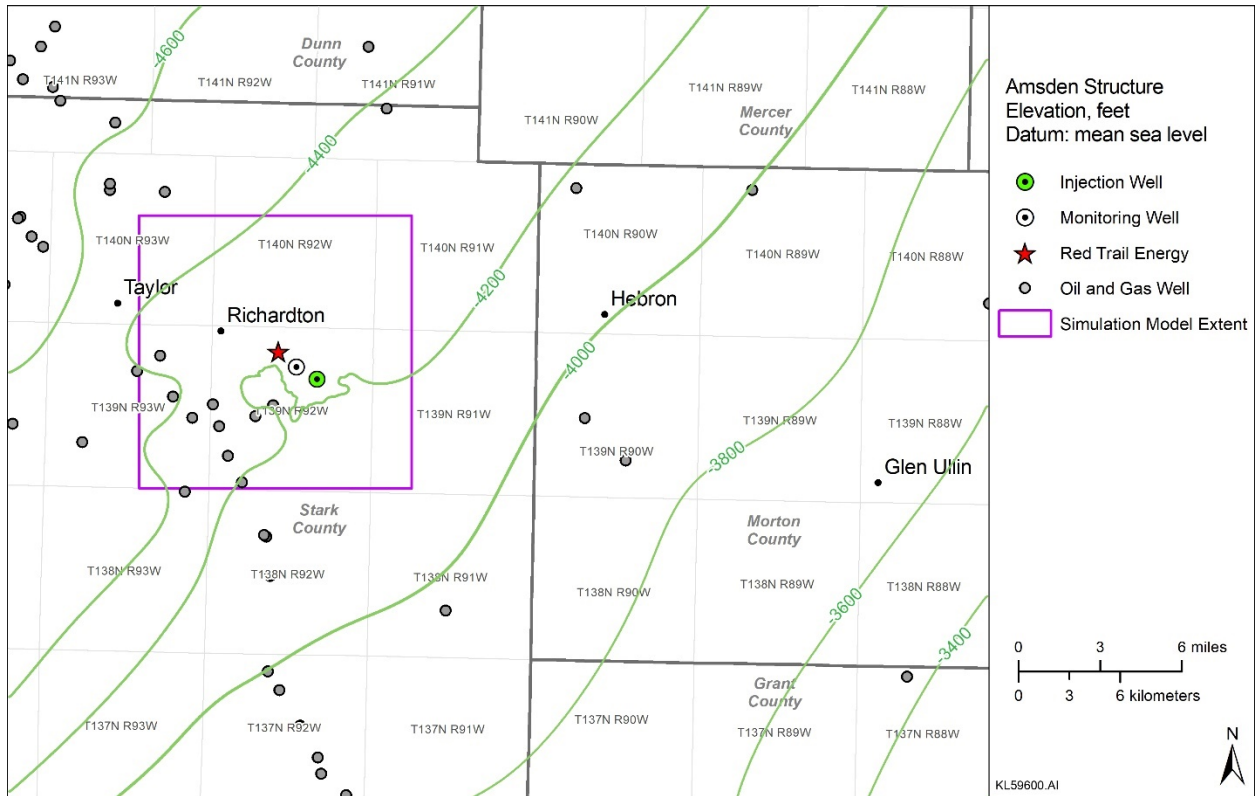 -4600
Dunn
County
T141N R93W
T141N R92W
T141N R91W
T141N R89W
T141N R88W
T141N R90W
Mercer
County
-4400
T140N R93W
T140N R92W
T140N R91W
T140N R90W
T140N R89W
T140N R88W
Taylor
Richardton
-4200
Hebron
-4000
T139N R93W
T139N R92W
T139N R91W
T139N R90W
T139N R89W
T139N R88W
-3800
Glen Ullin
Stark
County
Morton
County
T138N R93W
T138N R92W
T138N R91W
T138N R90W
T138N R89W
T138N R88W
-3600
-3400
Grant
County
T137N R93W
T137N R92W
T137N R91W
T137N R90W
T137N R89W
T137N R88W
Amsden Structure
Elevation, feet
Datum: mean sea level
Injection Well
Monitoring Well
Red Trail Energy
Oil and Gas Well
Simulation Model Extent
0 3 6 miles
0 3 6 kilometers
N
KL59600.AI